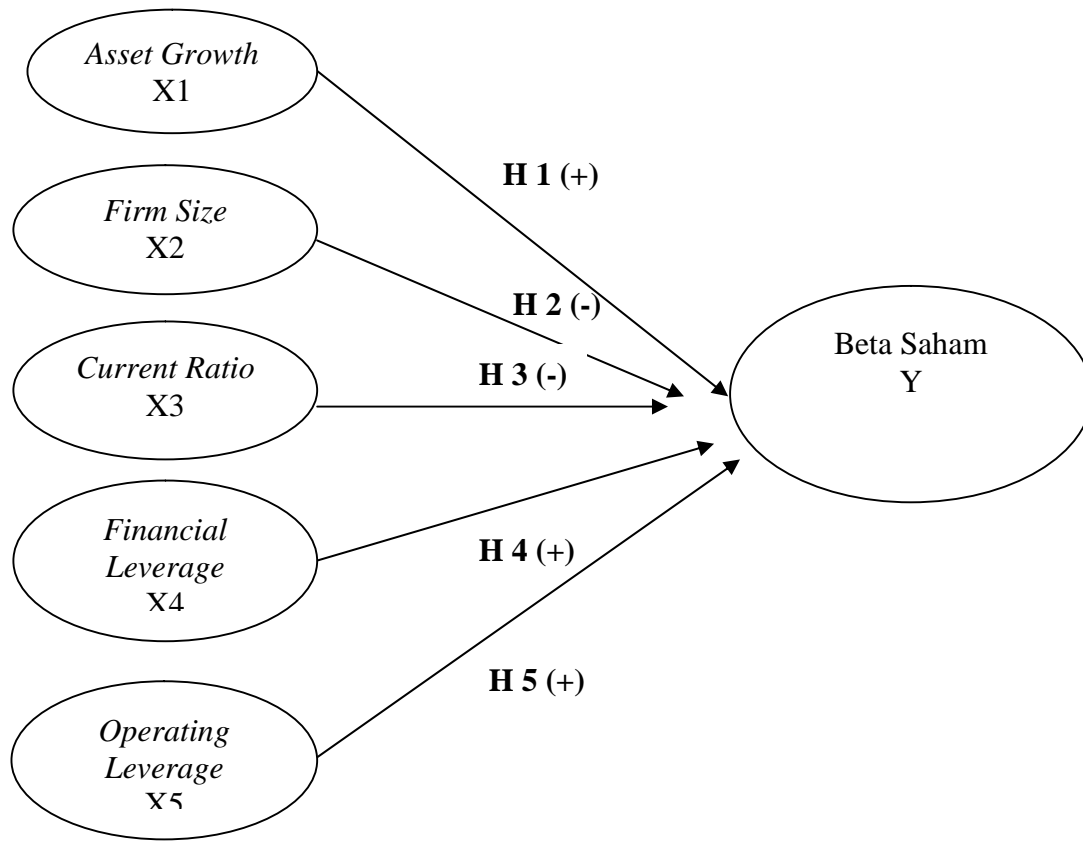 Asset Growth
X1
H 1 (+)
Firm Size
X2
H 2 (-)
Current Ratio
X3
H 3 (-)
Beta Saham
Y
Financial
Leverage
X4
H 4 (+)
Operating
Leverage
X5
H 5 (+)